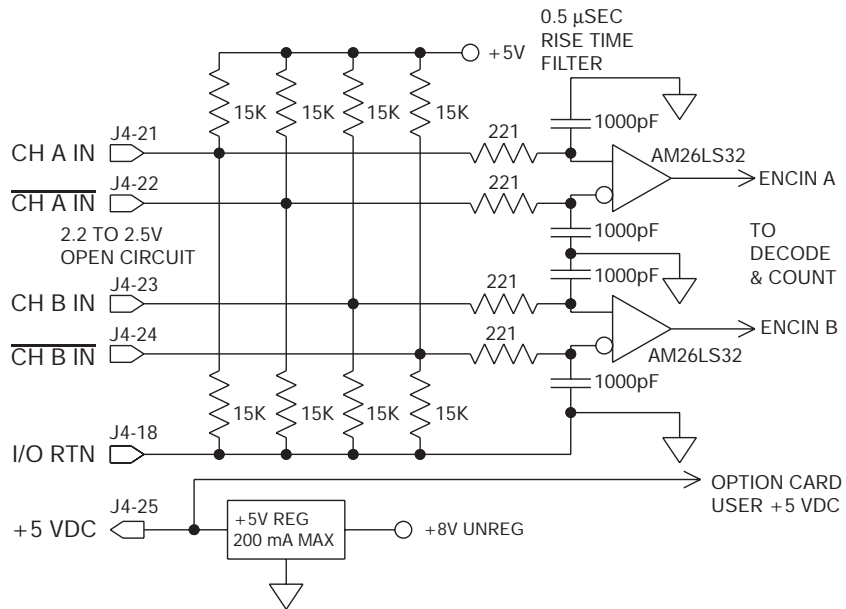 0.5 µSEC
RISE TIME
FILTER
+5V
15K
15K
15K
15K
1000pF
J4-21
CH A IN
221
AM26LS32
ENCIN A
J4-22
CH A IN
221
2.2 TO 2.5V
OPEN CIRCUIT
1000pF
TO
DECODE
& COUNT
1000pF
J4-23
CH B IN
221
J4-24
CH B IN
221
ENCIN B
AM26LS32
1000pF
15K
15K
15K
15K
J4-18
I/O RTN
OPTION CARD
USER +5 VDC
J4-25
+5 VDC
+5V REG
200 mA MAX
+8V UNREG